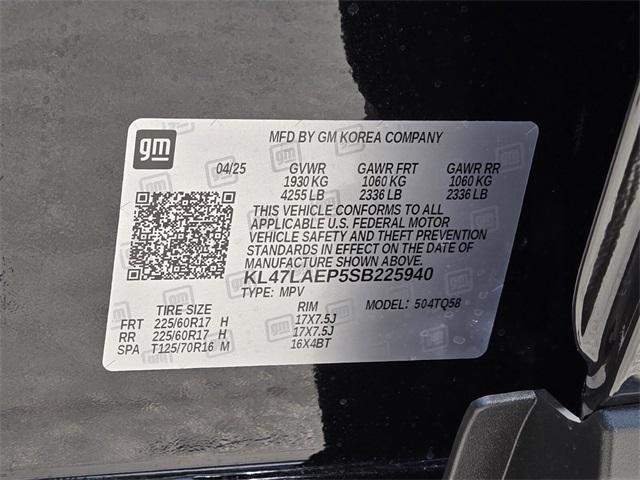 gm MFD BY GM KOREA COMPANY
04/25 GVWR GAWR FRT GAWR RR
1930 KG 1060 KG 1060 KG
4255 LB 2336 LB 2336 LB
THIS VEHICLE CONFORMS TO ALL
APPLICABLE U.S. FEDERAL MOTOR
VEHICLE SAFETY AND THEFT PREVENTION
STANDARDS IN EFFECT ON THE DATE OF
MANUFACTURE SHOWN ABOVE.
KL47LAEP5SB225940
TYPE: MPV MODEL: 504TQ58
TIRE SIZE RIM
FRT 225/60R17 H 17X7.5J
RR 225/60R17 H 17X7.5J
SPA T125/70R16 M 16X4BT